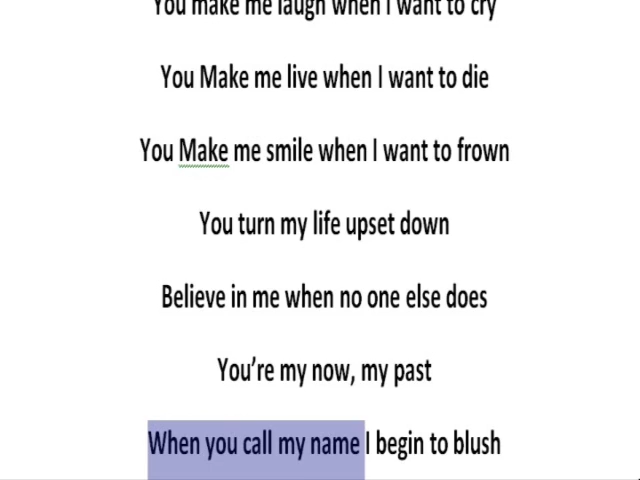 You make me laugh when I want to cry
You Make me live when I want to die
You Make me smile when I want to frown
You turn my life upset down
Believe in me when no one else does
You’re my now, my past
When you call my name I begin to blush